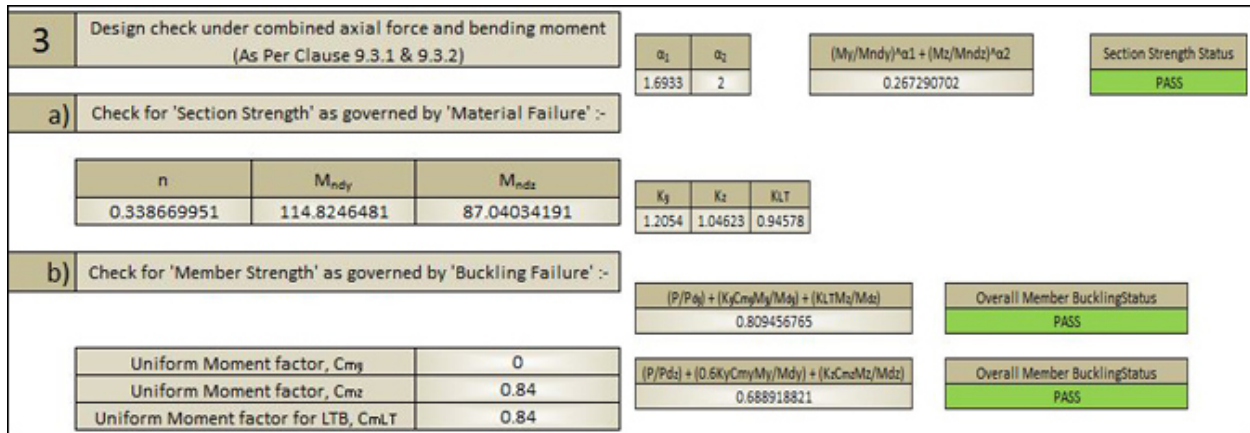 3
Design check under combined axial force and bending moment
(As Per Clause 9.3.1 & 9.3.2)
α₁ α₂
1.6933 2
(My/Mndy)^α1 + (Mz/Mndz)^α2
0.267290702
Section Strength Status
PASS
a) Check for 'Section Strength' as governed by 'Material Failure' :-
n Mndy Mndz
0.338669951 114.8246481 87.04034191
Ky Kz KLT
1.2054 1.04623 0.94578
b) Check for 'Member Strength' as governed by 'Buckling Failure' :-
(P/Pdy) + (KyCmyMy/Mdy) + (KLTMz/Mdz)
0.809456765
Overall Member BucklingStatus
PASS
Uniform Moment factor, Cmy 0
Uniform Moment factor, Cmz 0.84
Uniform Moment factor for LTB, CmLT 0.84
(P/Pdz) + (0.6KyCmyMy/Mdy) + (KzCmzMz/Mdz)
0.688918821
Overall Member BucklingStatus
PASS